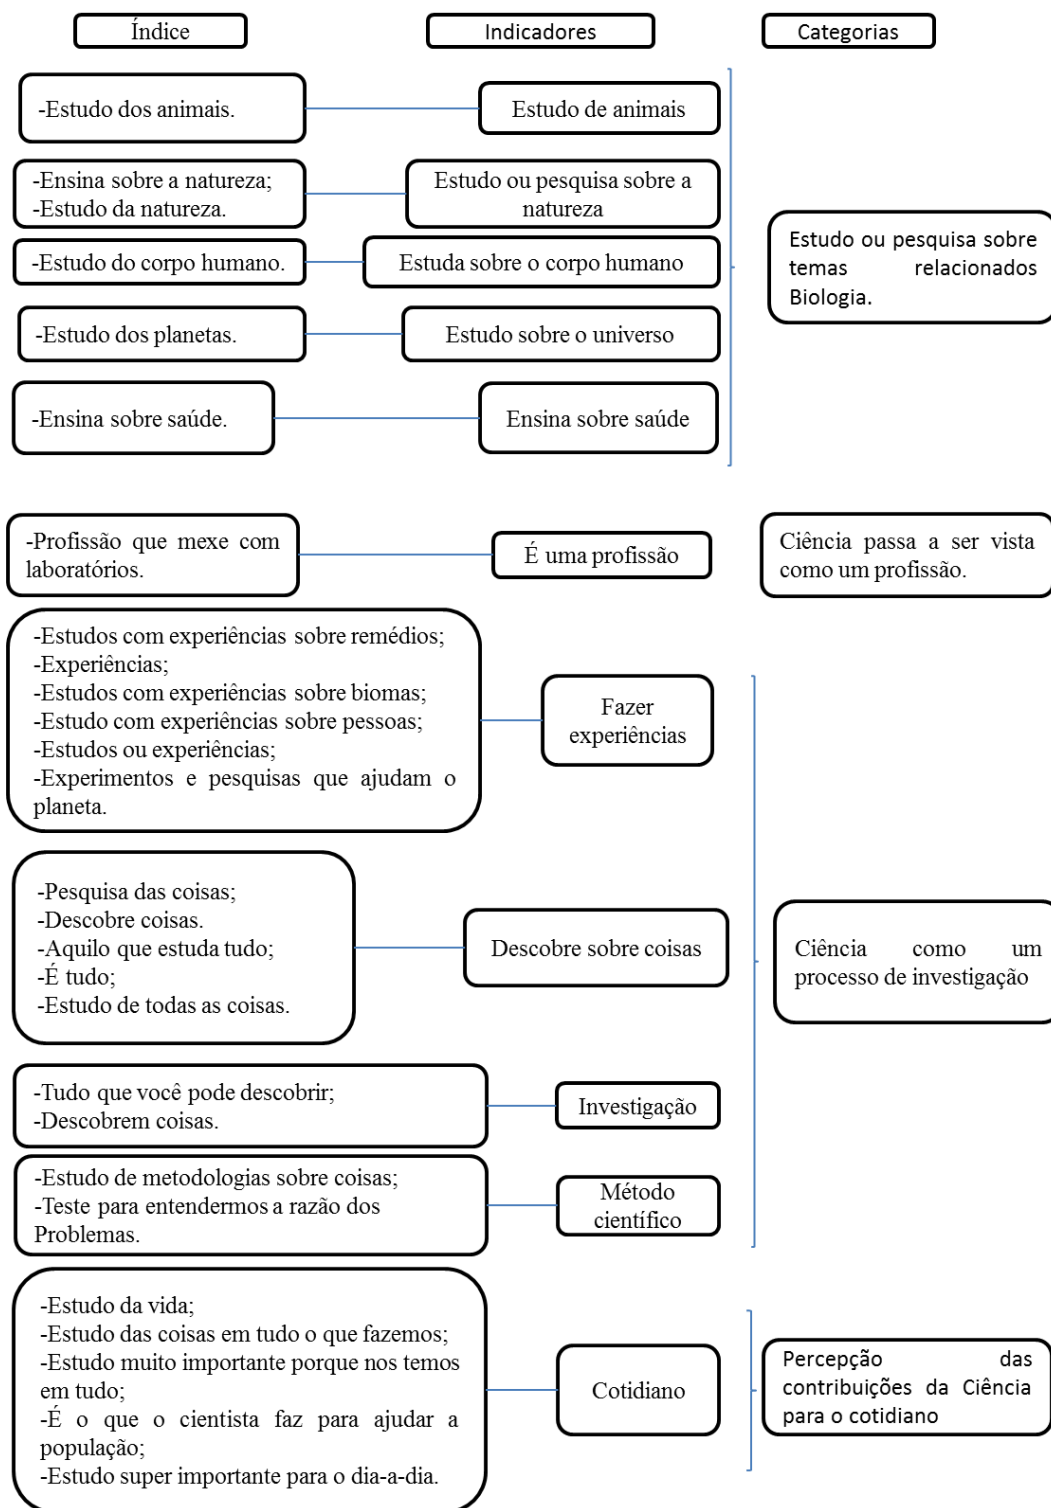 Índice
Indicadores
Categorias
-Estudo dos animais.
Estudo de animais
-Ensina sobre a natureza;
-Estudo da natureza.
Estudo ou pesquisa sobre a
natureza
-Estudo do corpo humano.
Estuda sobre o corpo humano
-Estudo dos planetas.
Estudo sobre o universo
-Ensina sobre saúde.
Ensina sobre saúde
Estudo ou pesquisa sobre
temas relacionados
Biologia.
-Profissão que mexe com
laboratórios.
É uma profissão
Ciência passa a ser vista
como um profissão.
-Estudos com experiências sobre remédios;
-Experiências;
-Estudos com experiências sobre biomas;
-Estudo com experiências sobre pessoas;
-Estudos ou experiências;
-Experimentos e pesquisas que ajudam o
planeta.
Fazer
experiências
-Pesquisa das coisas;
-Descobre coisas.
-Aquilo que estuda tudo;
-É tudo;
-Estudo de todas as coisas.
Descobre sobre coisas
-Tudo que você pode descobrir;
-Descobrem coisas.
Investigação
-Estudo de metodologias sobre coisas;
-Teste para entendermos a razão dos
Problemas.
Método
científico
Ciência como um
processo de investigação
-Estudo da vida;
-Estudo das coisas em tudo o que fazemos;
-Estudo muito importante porque nos temos
em tudo;
-É o que o cientista faz para ajudar a
população;
-Estudo super importante para o dia-a-dia.
Cotidiano
Percepção das
contribuições da Ciência
para o cotidiano